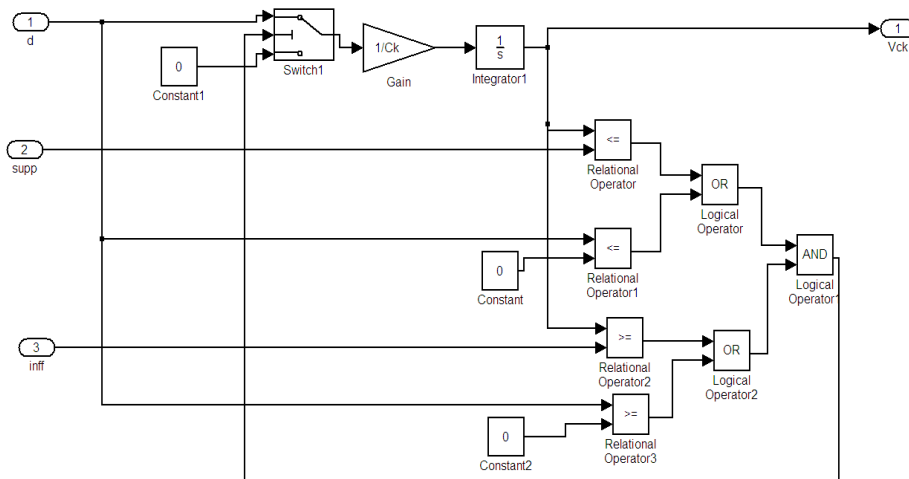 1
d
0
Constant1
Switch1
1/Ck
Gain
1
s
Integrator1
1
Vck
2
supp
<=
Relational
Operator
OR
Logical
Operator
0
Constant
<=
Relational
Operator1
AND
Logical
Operator1
3
inff
>=
Relational
Operator2
OR
Logical
Operator2
0
Constant2
>=
Relational
Operator3